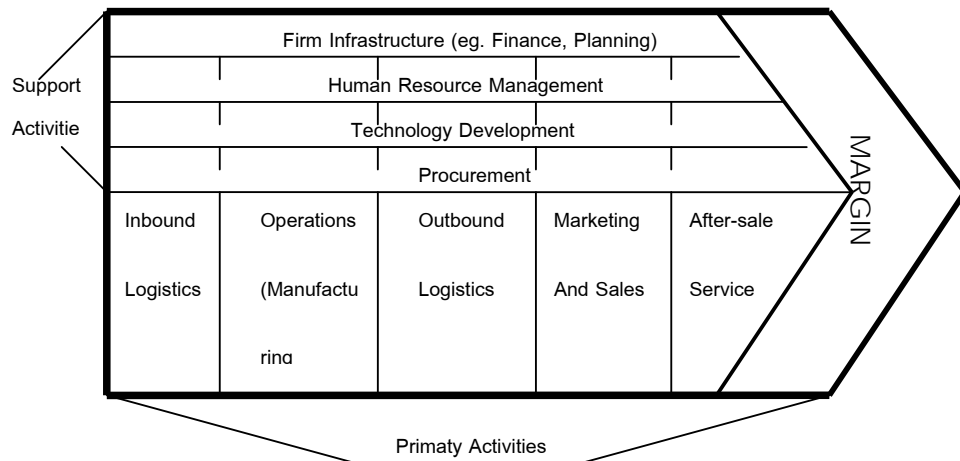 Firm Infrastructure (eg. Finance, Planning)
Support
Human Resource Management
Activitie
Technology Development
Procurement
MARGIN
Inbound
Logistics
Operations
(Manufactu
ring
Outbound
Logistics
Marketing
And Sales
After-sale
Service
Primaty Activities